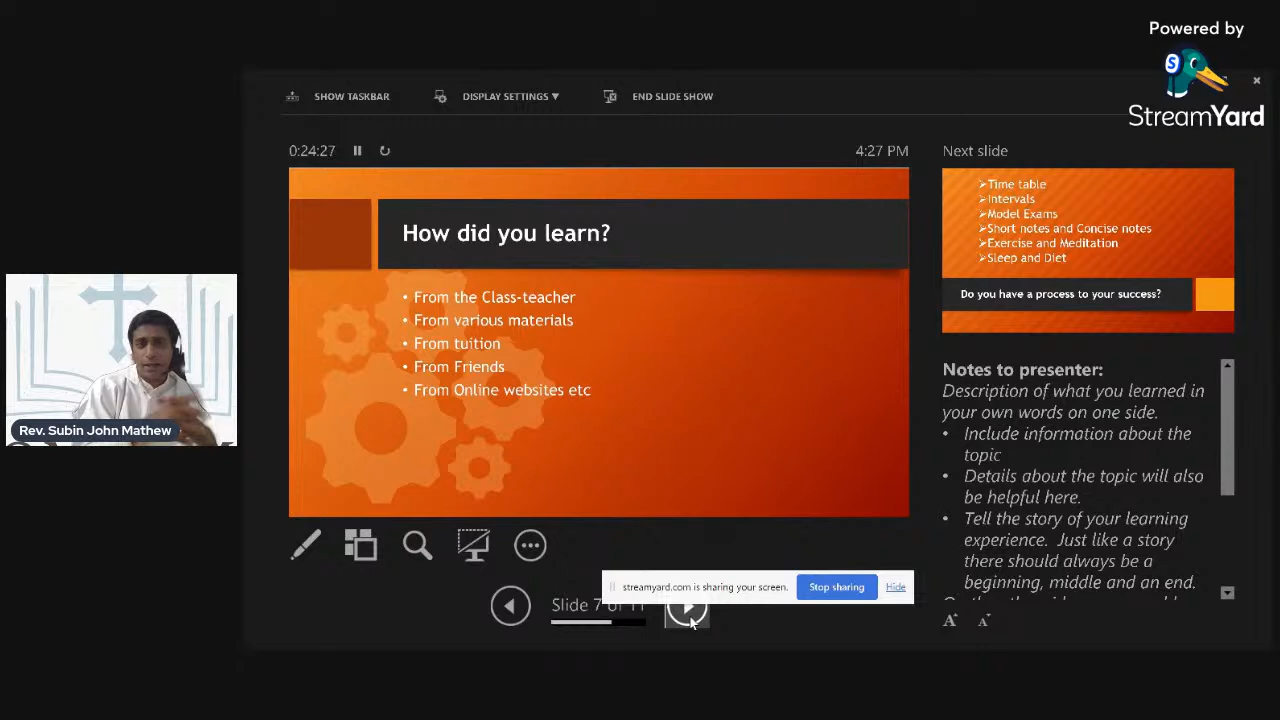 Powered by
StreamYard
SHOW TASKBAR
DISPLAY SETTINGS ▼
END SLIDE SHOW
0:24:27
4:27 PM
Next slide
How did you learn?
• From the Class-teacher
• From various materials
• From tuition
• From Friends
• From Online websites etc
➢Time table
➢Intervals
➢Model Exams
➢Short notes and Concise notes
➢Exercise and Meditation
➢Sleep and Diet
Do you have a process to your success?
Notes to presenter:
Description of what you learned in
your own words on one side.
• Include information about the
topic
• Details about the topic will also
be helpful here.
• Tell the story of your learning
experience. Just like a story
there should always be a
beginning, middle and an end.
Rev. Subin John Mathew
streamyard.com is sharing your screen.
Stop sharing
Hide
Slide 7 of 11
A
A